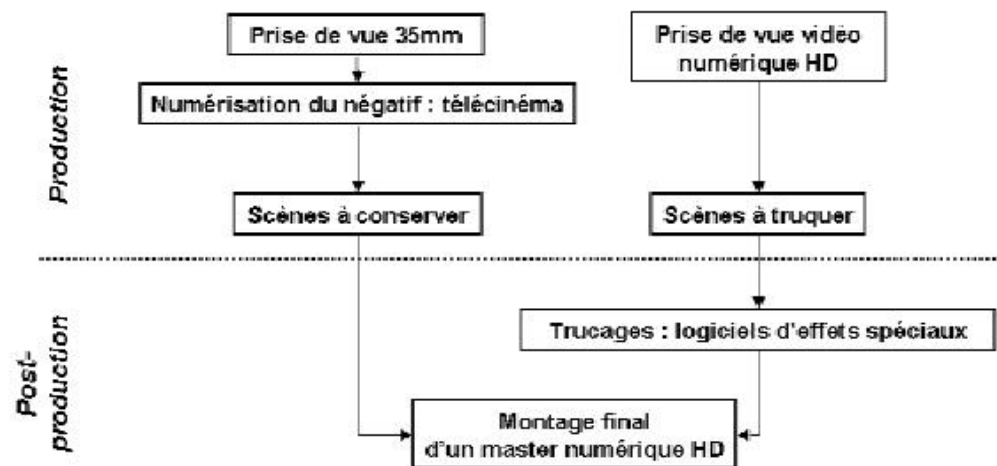 Production
Prise de vue 35mm
Prise de vue vidéo
numérique HD
Numérisation du négatif : télécinéma
Scènes à conserver
Scènes à truquer
Post-
production
Trucages : logiciels d'effets spéciaux
Montage final
d'un master numérique HD